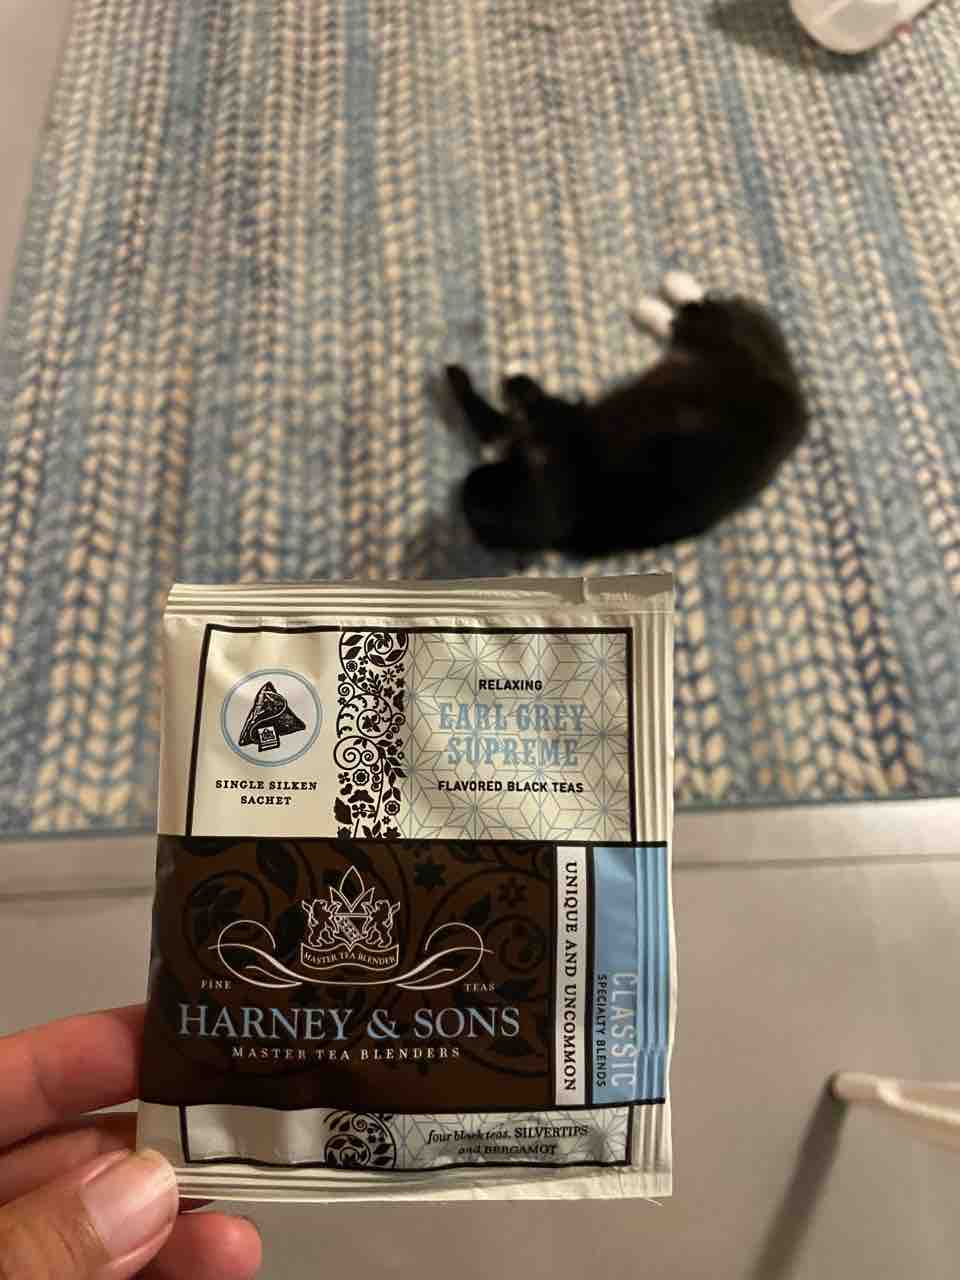 RELAXING
EARL GREY
SUPREME
FLAVORED BLACK TEAS
SINGLE SILKEN
SACHET
MASTER TEA BLENDER
FINE
TEAS
HARNEY & SONS
MASTER TEA BLENDERS
UNIQUE AND UNCOMMON
CLASSIC
SPECIALTY BLENDS
four black teas, SILVERTIPS
and BERGAMOT